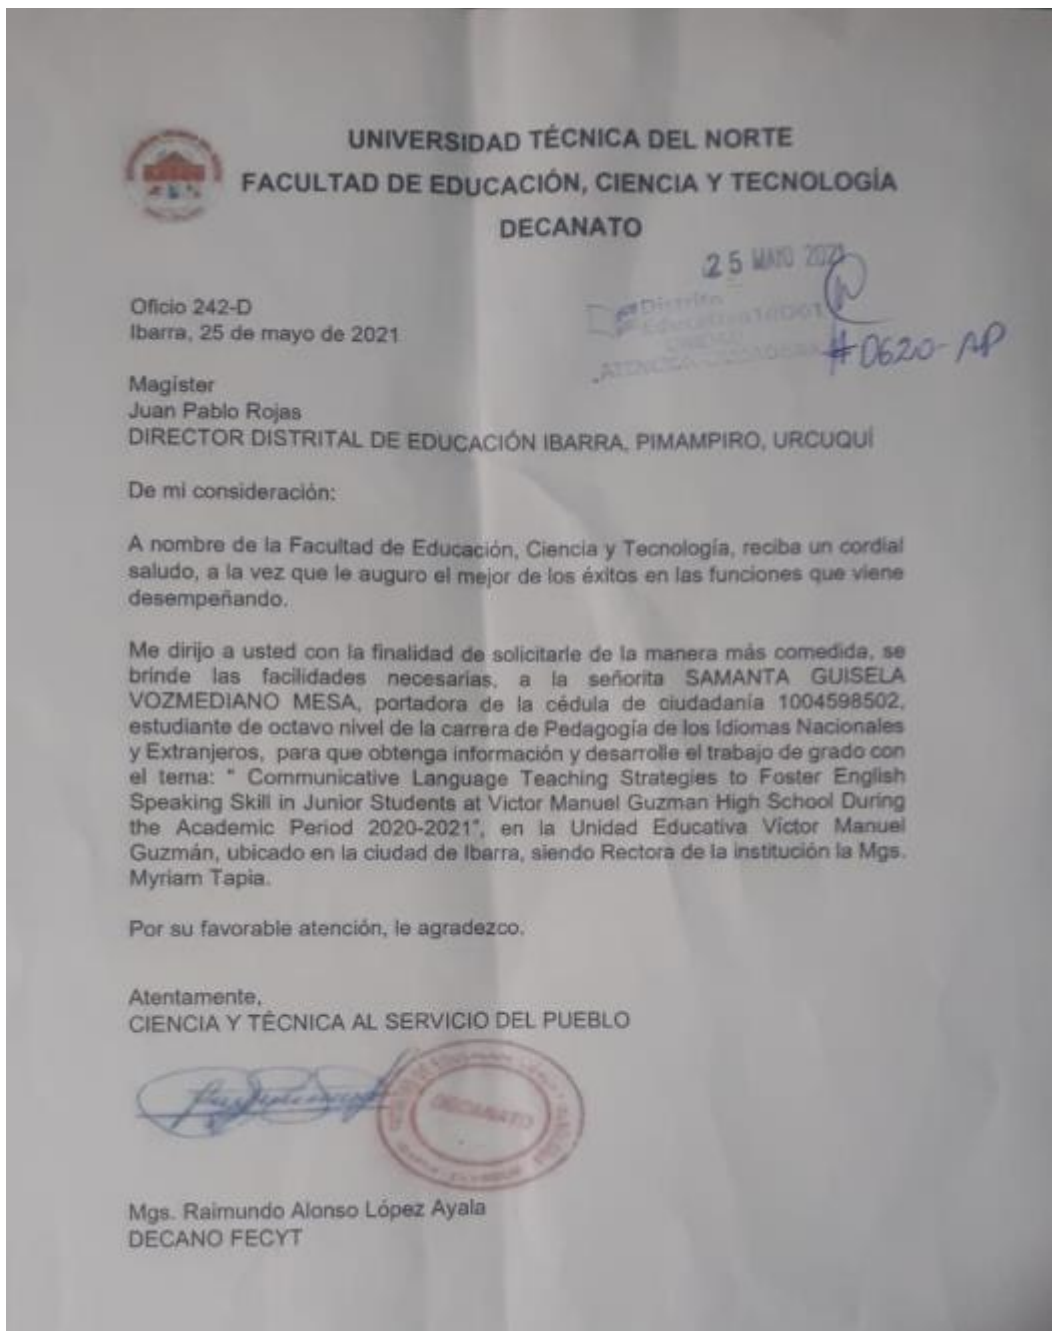 UNIVERSIDAD TÉCNICA DEL NORTE
FACULTAD DE EDUCACIÓN, CIENCIA Y TECNOLOGÍA
DECANATO
25 MAYO 2021
Oficio 242-D
Ibarra, 25 de mayo de 2021
Distrito
#0620-AP
Magíster
Juan Pablo Rojas
DIRECTOR DISTRITAL DE EDUCACIÓN IBARRA, PIMAMPIRO, URCUQUÍ
De mi consideración:
A nombre de la Facultad de Educación, Ciencia y Tecnología, reciba un cordial
saludo, a la vez que le auguro el mejor de los éxitos en las funciones que viene
desempeñando.
Me dirijo a usted con la finalidad de solicitarle de la manera más comedida, se
brinde las facilidades necesarias, a la señorita SAMANTA GUISELA
VOZMEDIANO MESA, portadora de la cédula de ciudadanía 1004598502,
estudiante de octavo nivel de la carrera de Pedagogía de los Idiomas Nacionales
y Extranjeros, para que obtenga información y desarrolle el trabajo de grado con
el tema: " Communicative Language Teaching Strategies to Foster English
Speaking Skill in Junior Students at Victor Manuel Guzman High School During
the Academic Period 2020-2021", en la Unidad Educativa Víctor Manuel
Guzmán, ubicado en la ciudad de Ibarra, siendo Rectora de la institución la Mgs.
Myriam Tapia.
Por su favorable atención, le agradezco.
Atentamente,
CIENCIA Y TÉCNICA AL SERVICIO DEL PUEBLO
DECANATO
Mgs. Raimundo Alonso López Ayala
DECANO FECYT